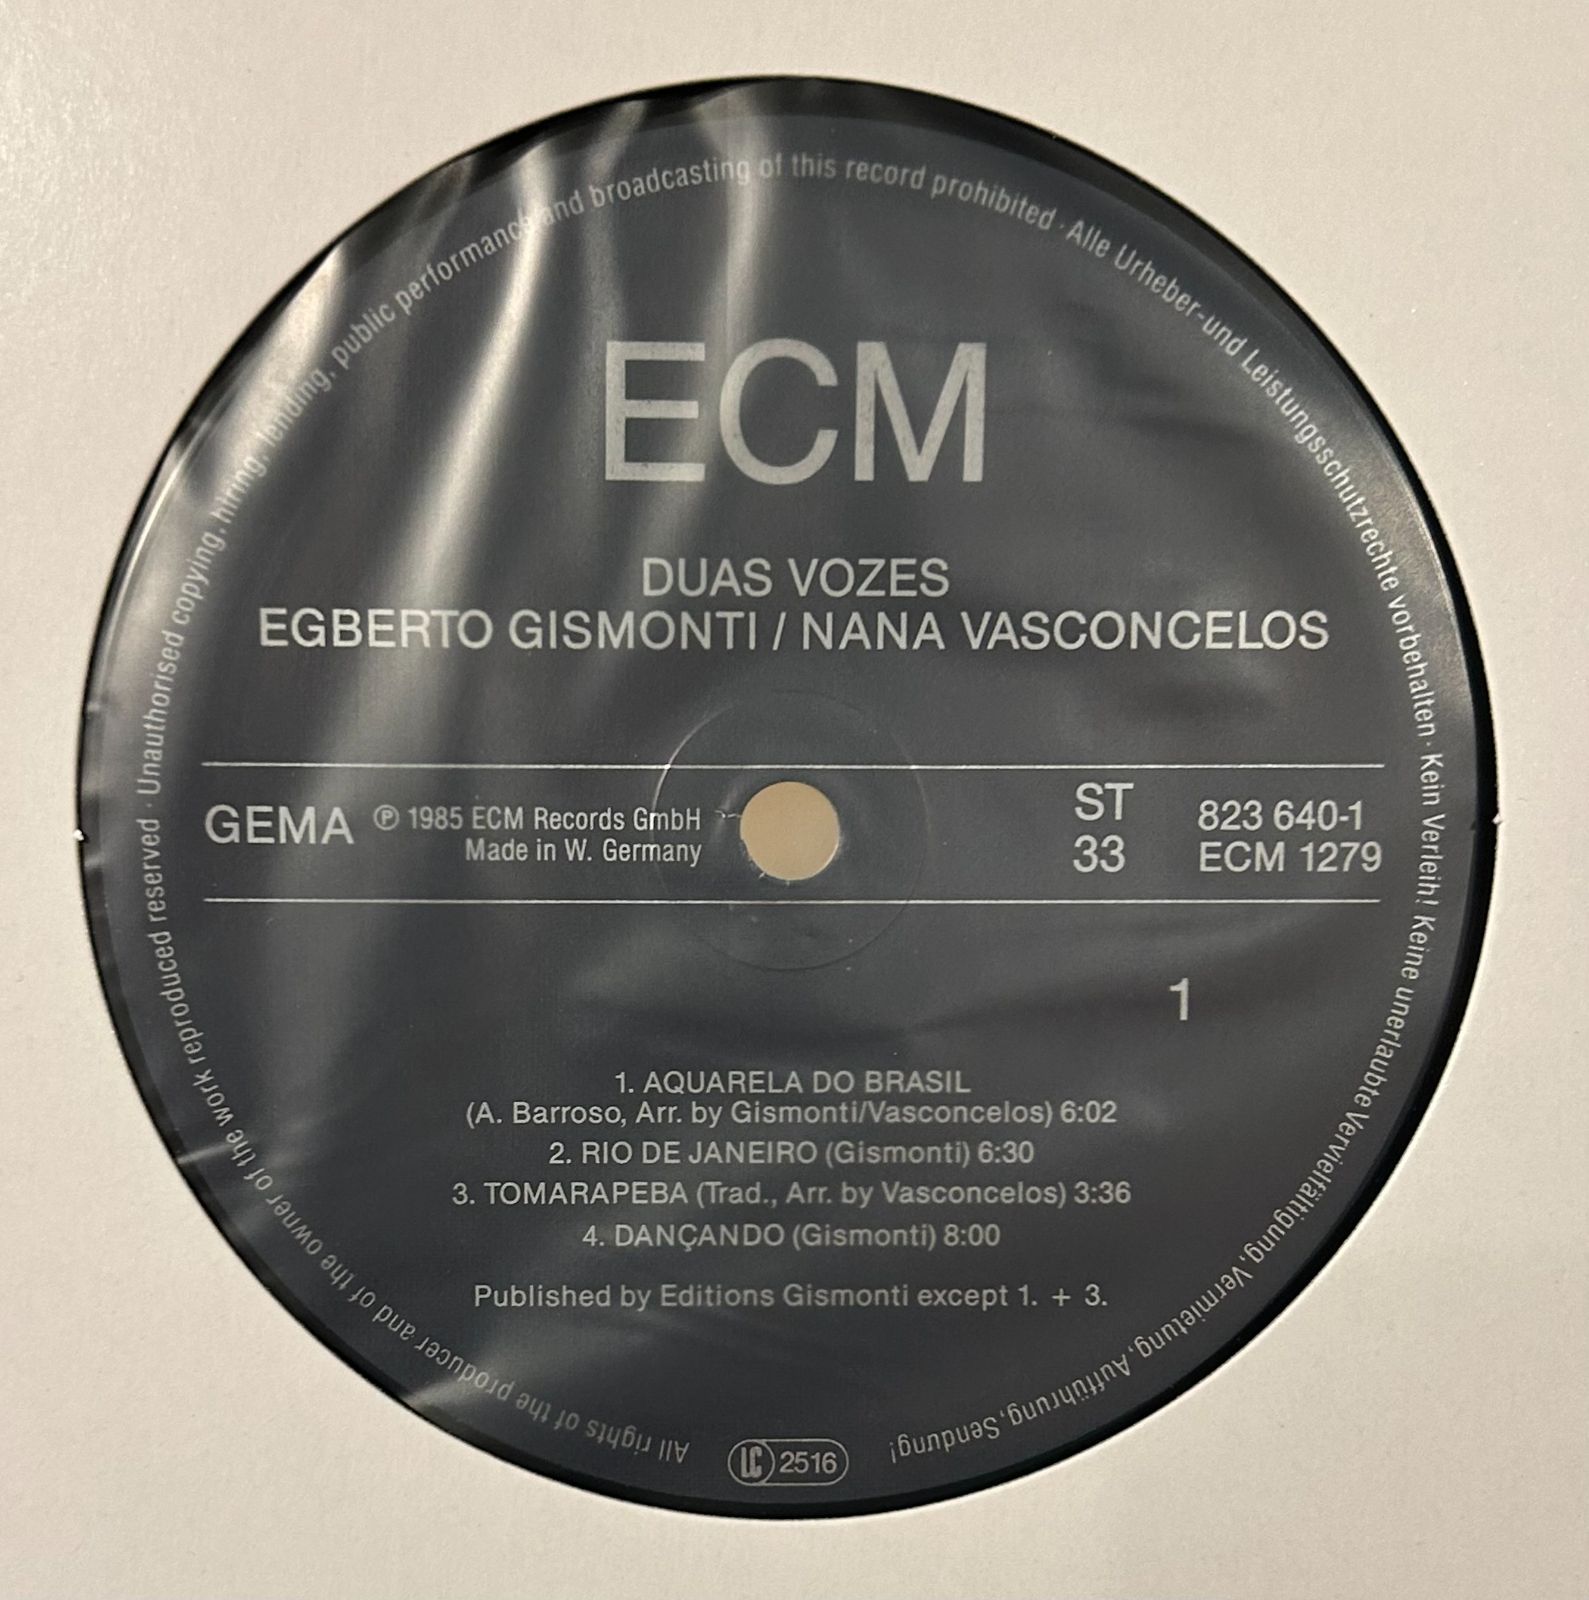 All rights of the producer and of the owner of the work reproduced reserved · Unauthorised copying, hiring, lending, public performance and broadcasting of this record prohibited · Alle Urheber-und Leistungsschutzrechte vorbehalten · Kein Verleih! Keine unerlaubte Vervielfältigung, Vermietung, Aufführung, Sendung!
ECM
DUAS VOZES
EGBERTO GISMONTI / NANA VASCONCELOS
GEMA
℗ 1985 ECM Records GmbH
Made in W. Germany
ST
33
823 640-1
ECM 1279
1
1. AQUARELA DO BRASIL
(A. Barroso, Arr. by Gismonti/Vasconcelos) 6:02
2. RIO DE JANEIRO (Gismonti) 6:30
3. TOMARAPEBA (Trad., Arr. by Vasconcelos) 3:36
4. DANÇANDO (Gismonti) 8:00
Published by Editions Gismonti except 1. + 3.
LC 2516